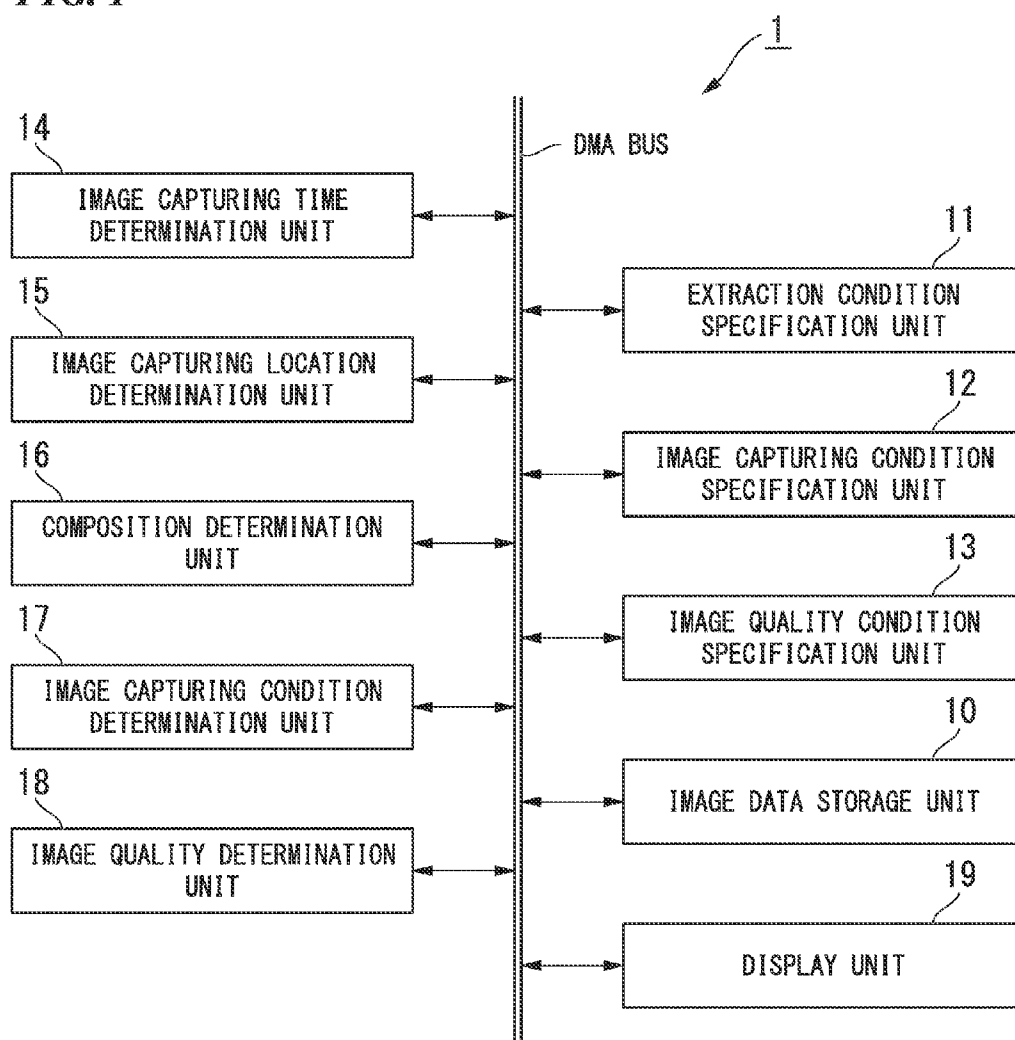 1
DMA BUS
14
IMAGE CAPTURING TIME
DETERMINATION UNIT
15
IMAGE CAPTURING LOCATION
DETERMINATION UNIT
16
COMPOSITION DETERMINATION
UNIT
17
IMAGE CAPTURING CONDITION
DETERMINATION UNIT
18
IMAGE QUALITY DETERMINATION
UNIT
11
EXTRACTION CONDITION
SPECIFICATION UNIT
12
IMAGE CAPTURING CONDITION
SPECIFICATION UNIT
13
IMAGE QUALITY CONDITION
SPECIFICATION UNIT
10
IMAGE DATA STORAGE UNIT
19
DISPLAY UNIT